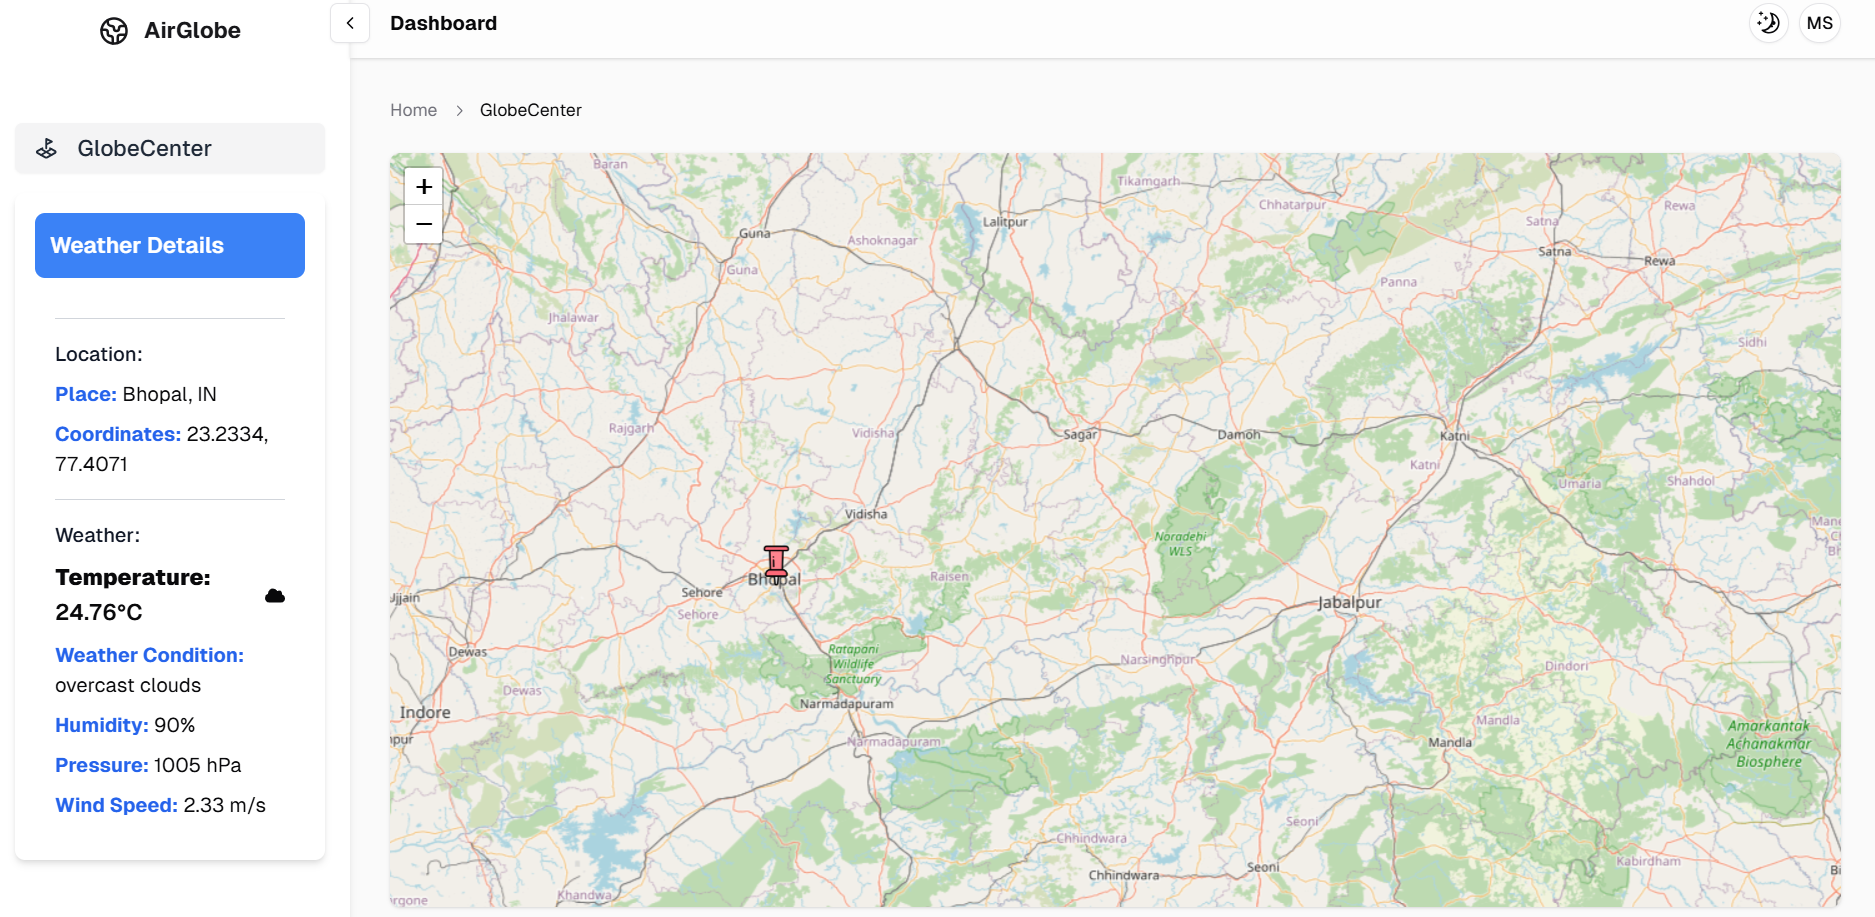 AirGlobe
Dashboard
MS
Home > GlobeCenter
GlobeCenter
Weather Details
Location:
Place: Bhopal, IN
Coordinates: 23.2334,
77.4071
Weather:
Temperature:
24.76°C
Weather Condition:
overcast clouds
Humidity: 90%
Pressure: 1005 hPa
Wind Speed: 2.33 m/s
+
−
Baran
Tikamgarh
Chhatarpur
Rewa
Lalitpur
Satna
Guna
Ashoknagar
Satna
Rewa
Guna
Panna
Jhalawar
Sidhi
Rajgarh
Vidisha
Sagar
Damoh
Katni
Katni
Umaria
Shahdol
Vidisha
Noradehi
WLS
Bhopal
Raisen
Sehore
Sehore
Jabalpur
Dewas
Ratapani
Wildlife
Sanctuary
Narsinghpur
Dindori
Dewas
Narmadapuram
Indore
Mandla
Narmadapuram
Mandla
Amarkantak
Achanakmar
Biosphere
Seoni
Chhindwara
Kabirdham
Chhindwara
Seoni
Khandwa